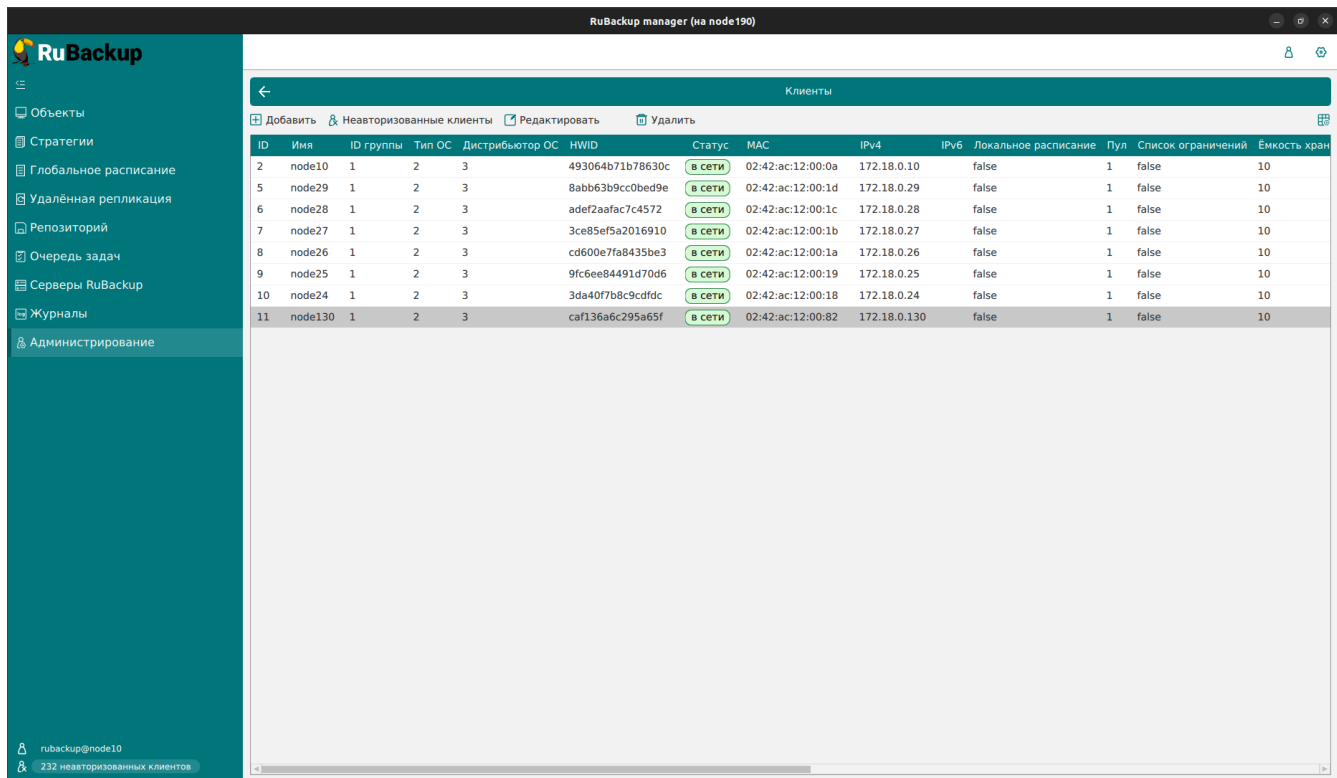 RuBackup manager (на node190)
RuBackup
Объекты
Стратегии
Глобальное расписание
Удалённая репликация
Репозиторий
Очередь задач
Серверы RuBackup
Журналы
Администрирование
rubackup@node10
232 неавторизованных клиентов
Клиенты
Добавить Неавторизованные клиенты Редактировать Удалить
ID Имя ID группы Тип ОС Дистрибьютор ОС HWID Статус MAC IPv4 IPv6 Локальное расписание Пул Список ограничений Ёмкость хран
2 node10 1 2 3 493064b71b78630c в сети 02:42:ac:12:00:0a 172.18.0.10 false 1 false 10
5 node29 1 2 3 8abb63b9cc0bed9e в сети 02:42:ac:12:00:1d 172.18.0.29 false 1 false 10
6 node28 1 2 3 adef2aafac7c4572 в сети 02:42:ac:12:00:1c 172.18.0.28 false 1 false 10
7 node27 1 2 3 3ce85ef5a2016910 в сети 02:42:ac:12:00:1b 172.18.0.27 false 1 false 10
8 node26 1 2 3 cd600e7fa8435be3 в сети 02:42:ac:12:00:1a 172.18.0.26 false 1 false 10
9 node25 1 2 3 9fc6ee84491d70d6 в сети 02:42:ac:12:00:19 172.18.0.25 false 1 false 10
10 node24 1 2 3 3da40f7b8c9cdfdc в сети 02:42:ac:12:00:18 172.18.0.24 false 1 false 10
11 node130 1 2 3 caf136a6c295a65f в сети 02:42:ac:12:00:82 172.18.0.130 false 1 false 10